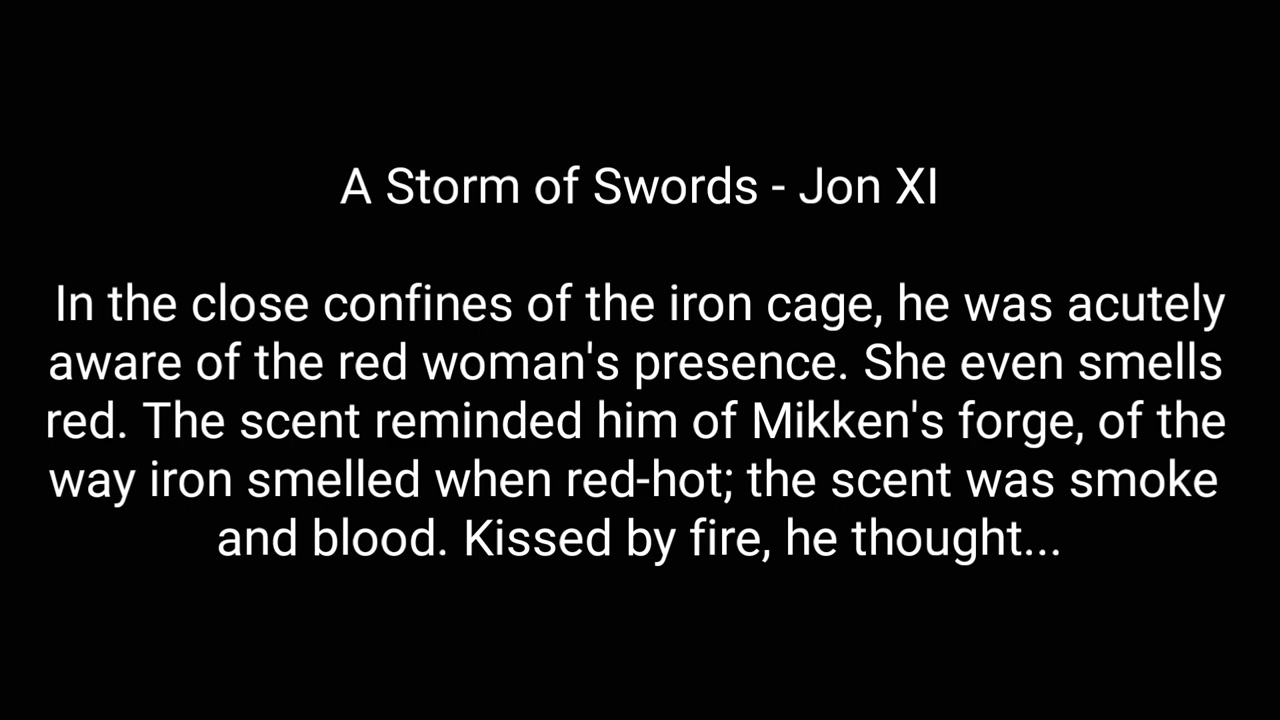 A Storm of Swords - Jon XI
In the close confines of the iron cage, he was acutely
aware of the red woman's presence. She even smells
red. The scent reminded him of Mikken's forge, of the
way iron smelled when red-hot; the scent was smoke
and blood. Kissed by fire, he thought...